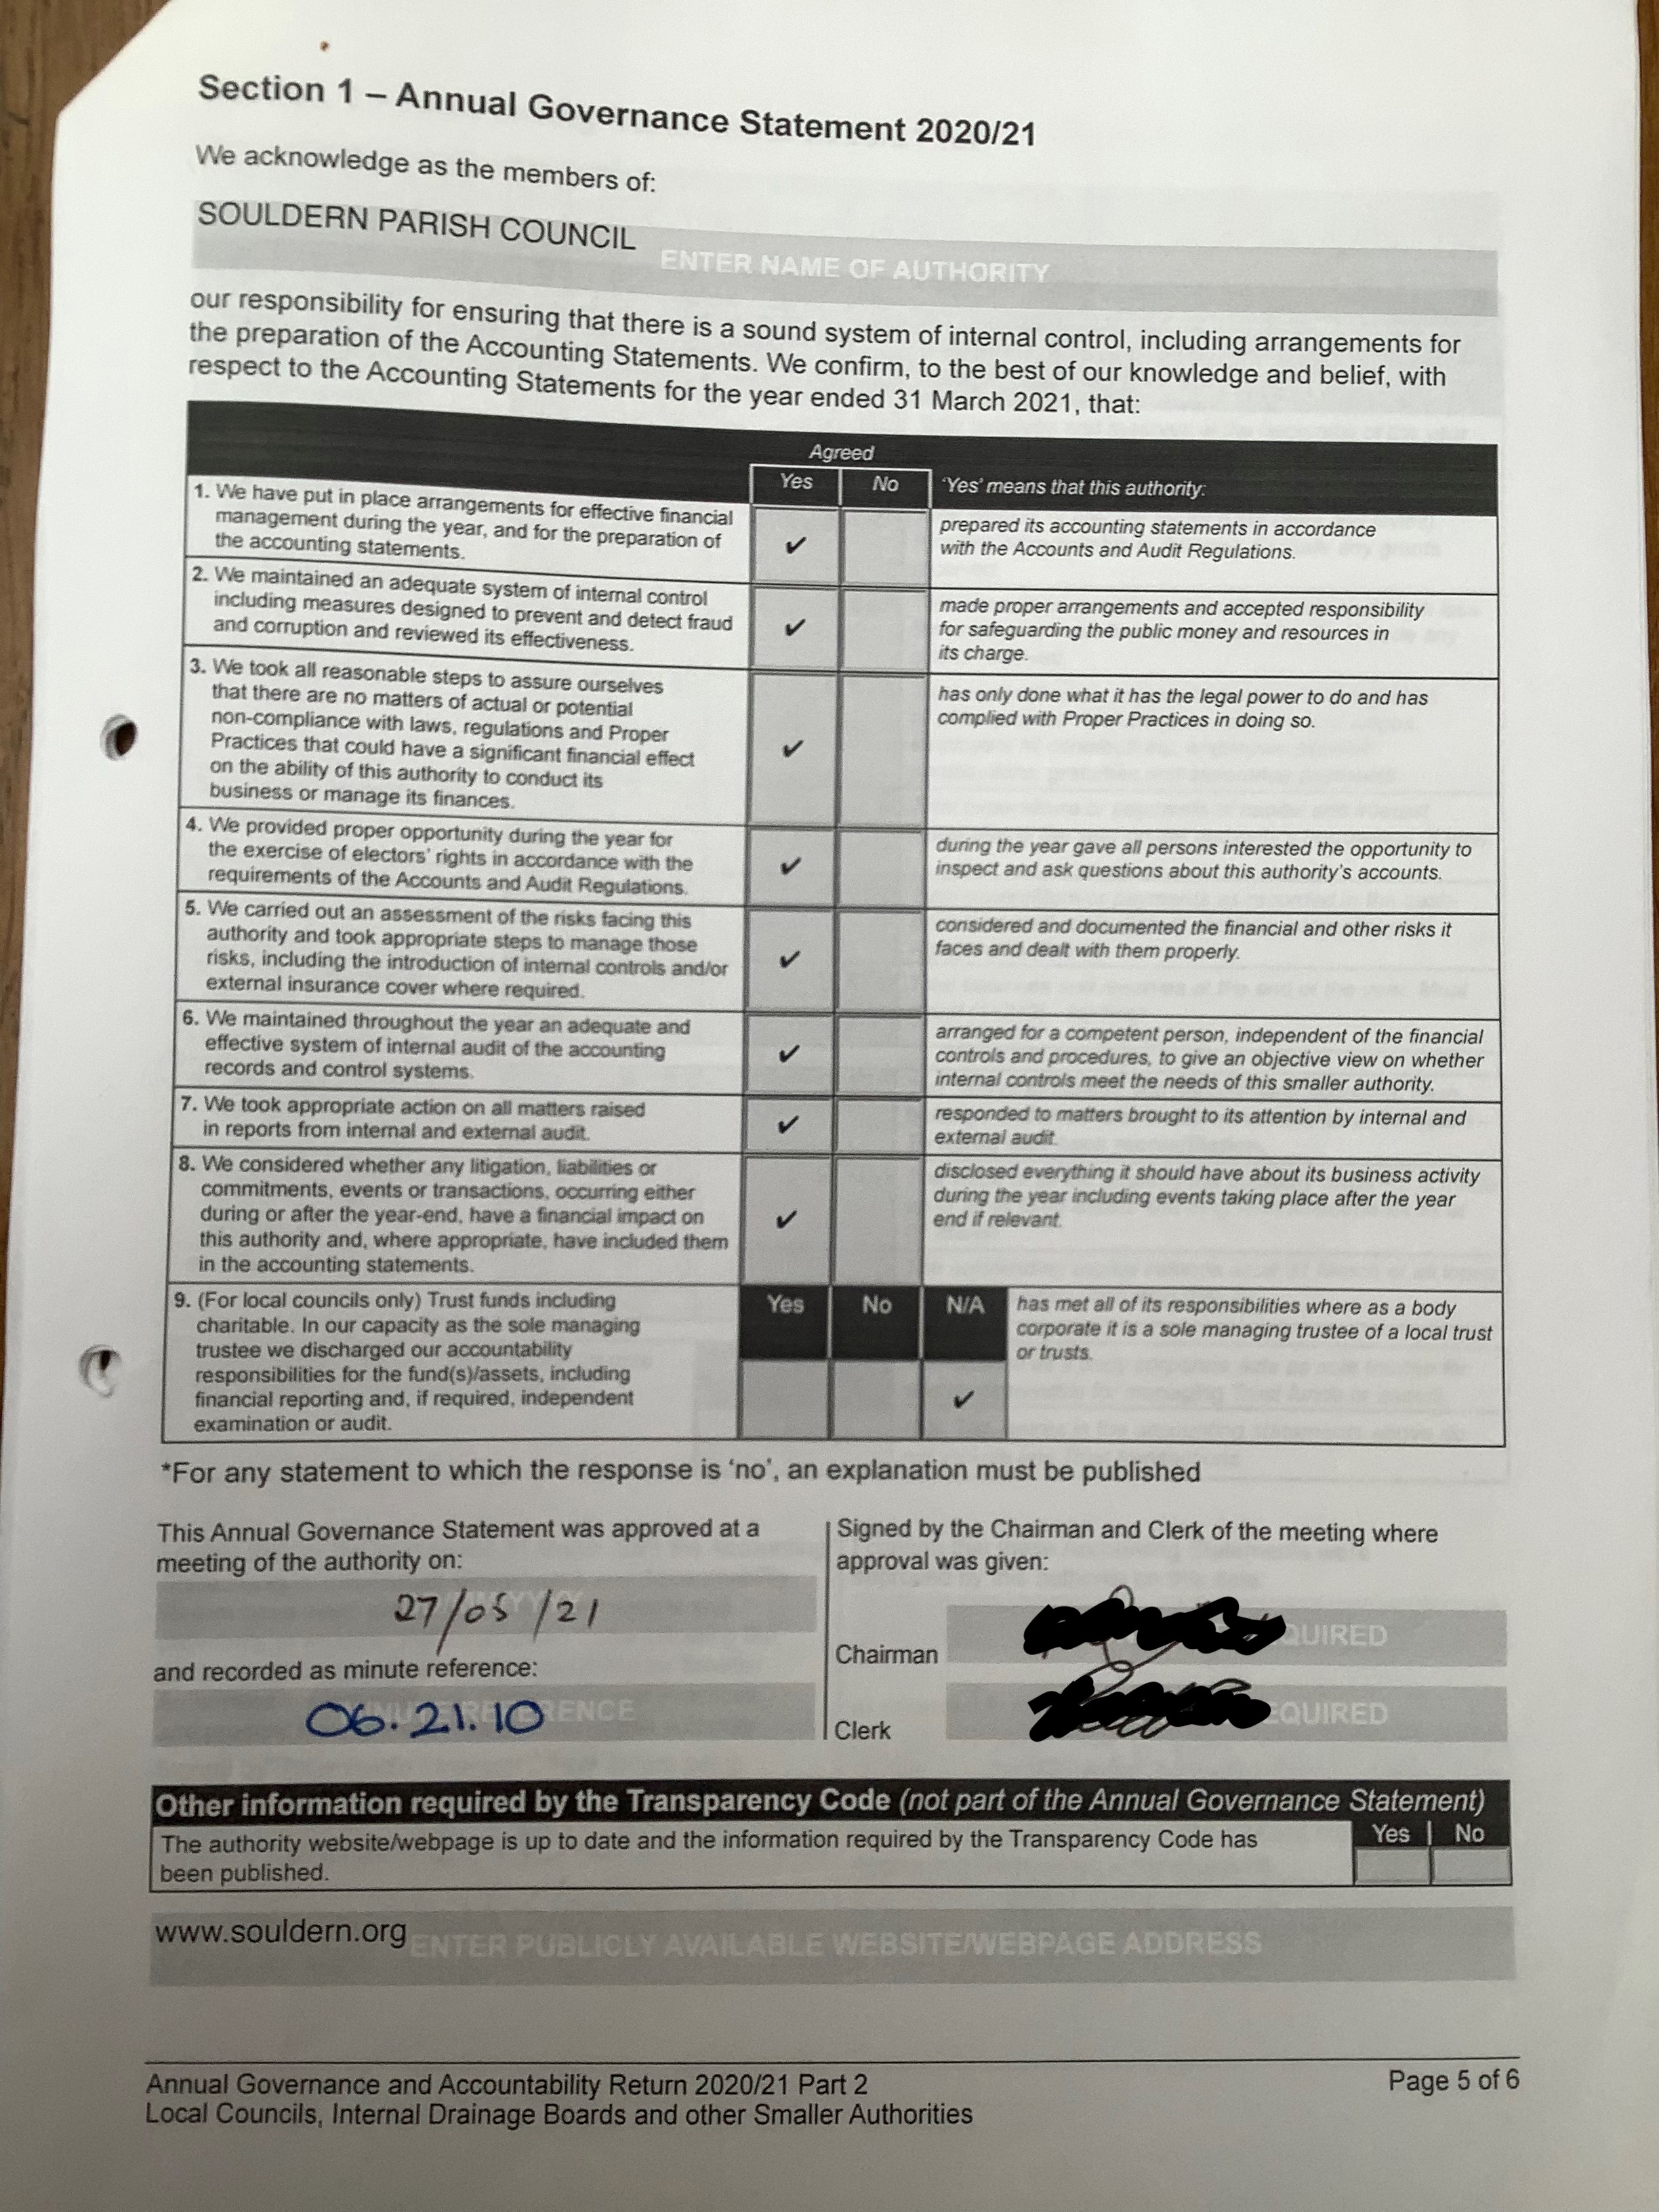 Section 1 – Annual Governance Statement 2020/21
We acknowledge as the members of:
SOULDERN PARISH COUNCIL
ENTER NAME OF AUTHORITY
our responsibility for ensuring that there is a sound system of internal control, including arrangements for
the preparation of the Accounting Statements. We confirm, to the best of our knowledge and belief, with
respect to the Accounting Statements for the year ended 31 March 2021, that:
Agreed
Yes No 'Yes' means that this authority:
1. We have put in place arrangements for effective financial
management during the year, and for the preparation of
the accounting statements.
✔
prepared its accounting statements in accordance
with the Accounts and Audit Regulations.
2. We maintained an adequate system of internal control
including measures designed to prevent and detect fraud
and corruption and reviewed its effectiveness.
✔
made proper arrangements and accepted responsibility
for safeguarding the public money and resources in
its charge.
3. We took all reasonable steps to assure ourselves
that there are no matters of actual or potential
non-compliance with laws, regulations and Proper
Practices that could have a significant financial effect
on the ability of this authority to conduct its
business or manage its finances.
✔
has only done what it has the legal power to do and has
complied with Proper Practices in doing so.
4. We provided proper opportunity during the year for
the exercise of electors' rights in accordance with the
requirements of the Accounts and Audit Regulations.
✔
during the year gave all persons interested the opportunity to
inspect and ask questions about this authority's accounts.
5. We carried out an assessment of the risks facing this
authority and took appropriate steps to manage those
risks, including the introduction of internal controls and/or
external insurance cover where required.
✔
considered and documented the financial and other risks it
faces and dealt with them properly.
6. We maintained throughout the year an adequate and
effective system of internal audit of the accounting
records and control systems.
✔
arranged for a competent person, independent of the financial
controls and procedures, to give an objective view on whether
internal controls meet the needs of this smaller authority.
7. We took appropriate action on all matters raised
in reports from internal and external audit.
✔
responded to matters brought to its attention by internal and
external audit.
8. We considered whether any litigation, liabilities or
commitments, events or transactions, occurring either
during or after the year-end, have a financial impact on
this authority and, where appropriate, have included them
in the accounting statements.
✔
disclosed everything it should have about its business activity
during the year including events taking place after the year
end if relevant.
9. (For local councils only) Trust funds including
charitable. In our capacity as the sole managing
trustee we discharged our accountability
responsibilities for the fund(s)/assets, including
financial reporting and, if required, independent
examination or audit.
Yes No N/A
✔
has met all of its responsibilities where as a body
corporate it is a sole managing trustee of a local trust
or trusts.
*For any statement to which the response is 'no', an explanation must be published
This Annual Governance Statement was approved at a
meeting of the authority on:
27/05/21
and recorded as minute reference:
06.21.10
Signed by the Chairman and Clerk of the meeting where
approval was given:
Chairman
Clerk
Other information required by the Transparency Code (not part of the Annual Governance Statement)
The authority website/webpage is up to date and the information required by the Transparency Code has
been published.
Yes No
www.souldern.org
ENTER PUBLICLY AVAILABLE WEBSITE/WEBPAGE ADDRESS
Annual Governance and Accountability Return 2020/21 Part 2
Local Councils, Internal Drainage Boards and other Smaller Authorities
Page 5 of 6